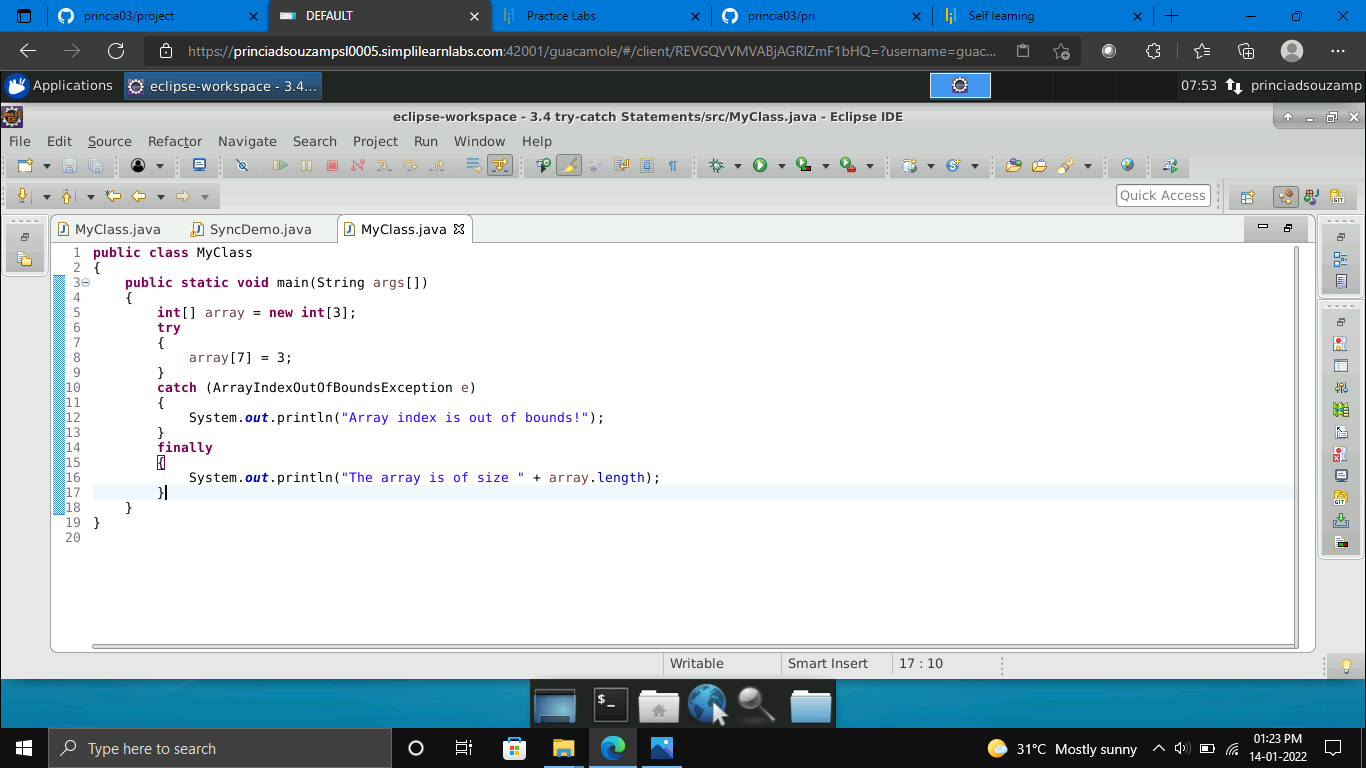 princia03/project
DEFAULT
Practice Labs
princia03/pri
Self learning
https://princiadsouzampsl0005.simplilearnlabs.com:42001/guacamole/#/client/REVGQVVMVABjAGRlZmF1bHQ=?username=guac...
Applications
eclipse-workspace - 3.4...
07:53
princiadsouzamp
eclipse-workspace - 3.4 try-catch Statements/src/MyClass.java - Eclipse IDE
File Edit Source Refactor Navigate Search Project Run Window Help
Quick Access
MyClass.java
SyncDemo.java
MyClass.java
1 public class MyClass
2 {
3 public static void main(String args[])
4 {
5 int[] array = new int[3];
6 try
7 {
8 array[7] = 3;
9 }
10 catch (ArrayIndexOutOfBoundsException e)
11 {
12 System.out.println("Array index is out of bounds!");
13 }
14 finally
15 {
16 System.out.println("The array is of size " + array.length);
17 }
18 }
19 }
20
Writable
Smart Insert
17 : 10
Type here to search
31°C Mostly sunny
01:23 PM
14-01-2022